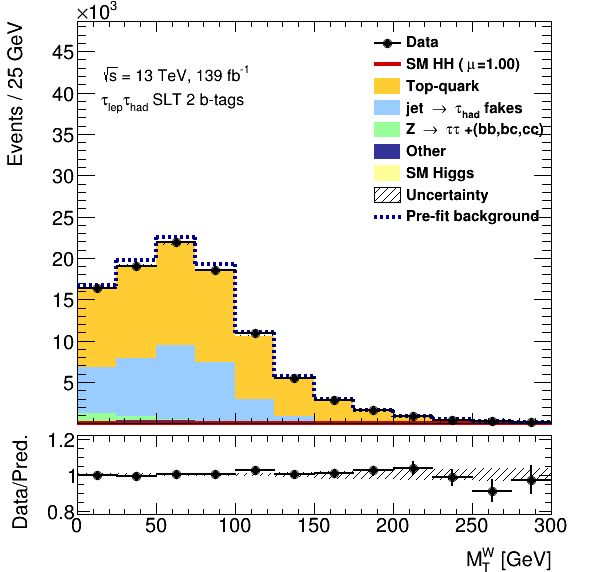 ×10³
Events / 25 GeV
45
40
35
30
25
20
15
10
5
√s = 13 TeV, 139 fb⁻¹
τlepτhad SLT 2 b-tags
Data
SM HH ( μ=1.00)
Top-quark
jet → τhad fakes
Z → ττ +(bb,bc,cc)
Other
SM Higgs
Uncertainty
Pre-fit background
Data/Pred.
1.2
1
0.8
0 50 100 150 200 250 300
MᵂT [GeV]